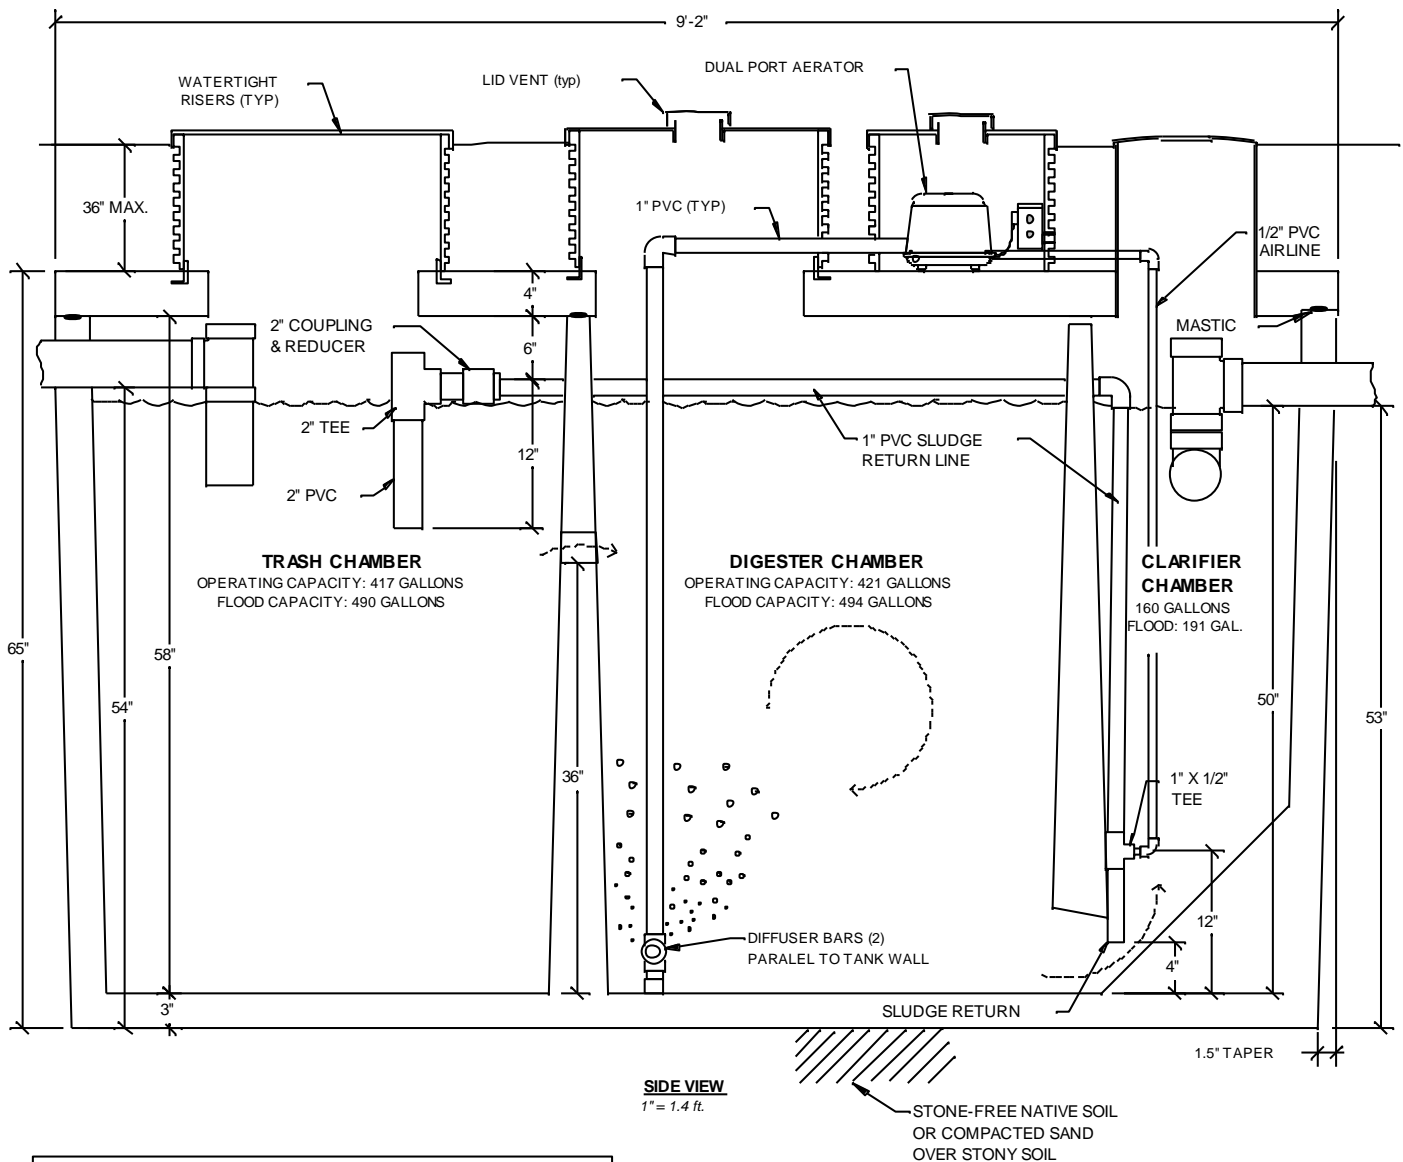 9'-2"
WATERTIGHT
RISERS (TYP)
LID VENT (typ)
DUAL PORT AERATOR
36" MAX.
1" PVC (TYP)
1/2" PVC
AIRLINE
4"
2" COUPLING
& REDUCER
6"
MASTIC
2" TEE
12"
1" PVC SLUDGE
RETURN LINE
2" PVC
TRASH CHAMBER
OPERATING CAPACITY: 417 GALLONS
FLOOD CAPACITY: 490 GALLONS
DIGESTER CHAMBER
OPERATING CAPACITY: 421 GALLONS
FLOOD CAPACITY: 494 GALLONS
CLARIFIER
CHAMBER
160 GALLONS
FLOOD: 191 GAL.
65"
58"
54"
50"
53"
36"
1" X 1/2"
TEE
12"
DIFFUSER BARS (2)
PARALEL TO TANK WALL
4"
3"
SLUDGE RETURN
1.5" TAPER
SIDE VIEW
1" = 1.4 ft.
STONE-FREE NATIVE SOIL
OR COMPACTED SAND
OVER STONY SOIL